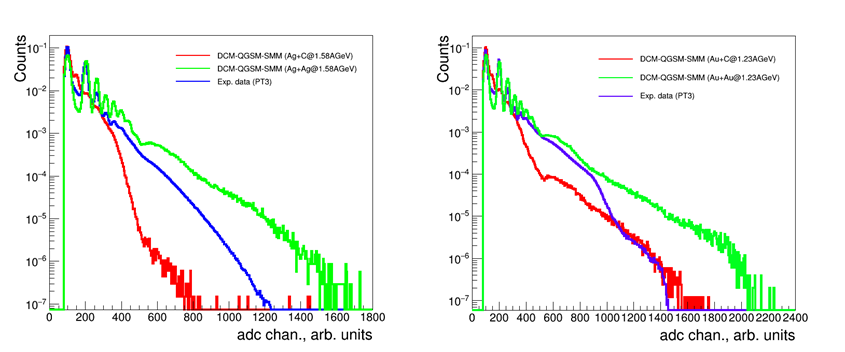 Counts
10⁻¹
10⁻²
10⁻³
10⁻⁴
10⁻⁵
10⁻⁶
10⁻⁷
DCM-QGSM-SMM (Ag+C@1.58AGeV)
DCM-QGSM-SMM (Ag+Ag@1.58AGeV)
Exp. data (PT3)
0 200 400 600 800 1000 1200 1400 1600 1800
adc chan., arb. units
Counts
10⁻¹
10⁻²
10⁻³
10⁻⁴
10⁻⁵
10⁻⁶
10⁻⁷
DCM-QGSM-SMM (Au+C@1.23AGeV)
DCM-QGSM-SMM (Au+Au@1.23AGeV)
Exp. data (PT3)
0 200 400 600 800 1000 1200 1400 1600 1800 2000 2200 2400
adc chan., arb. units